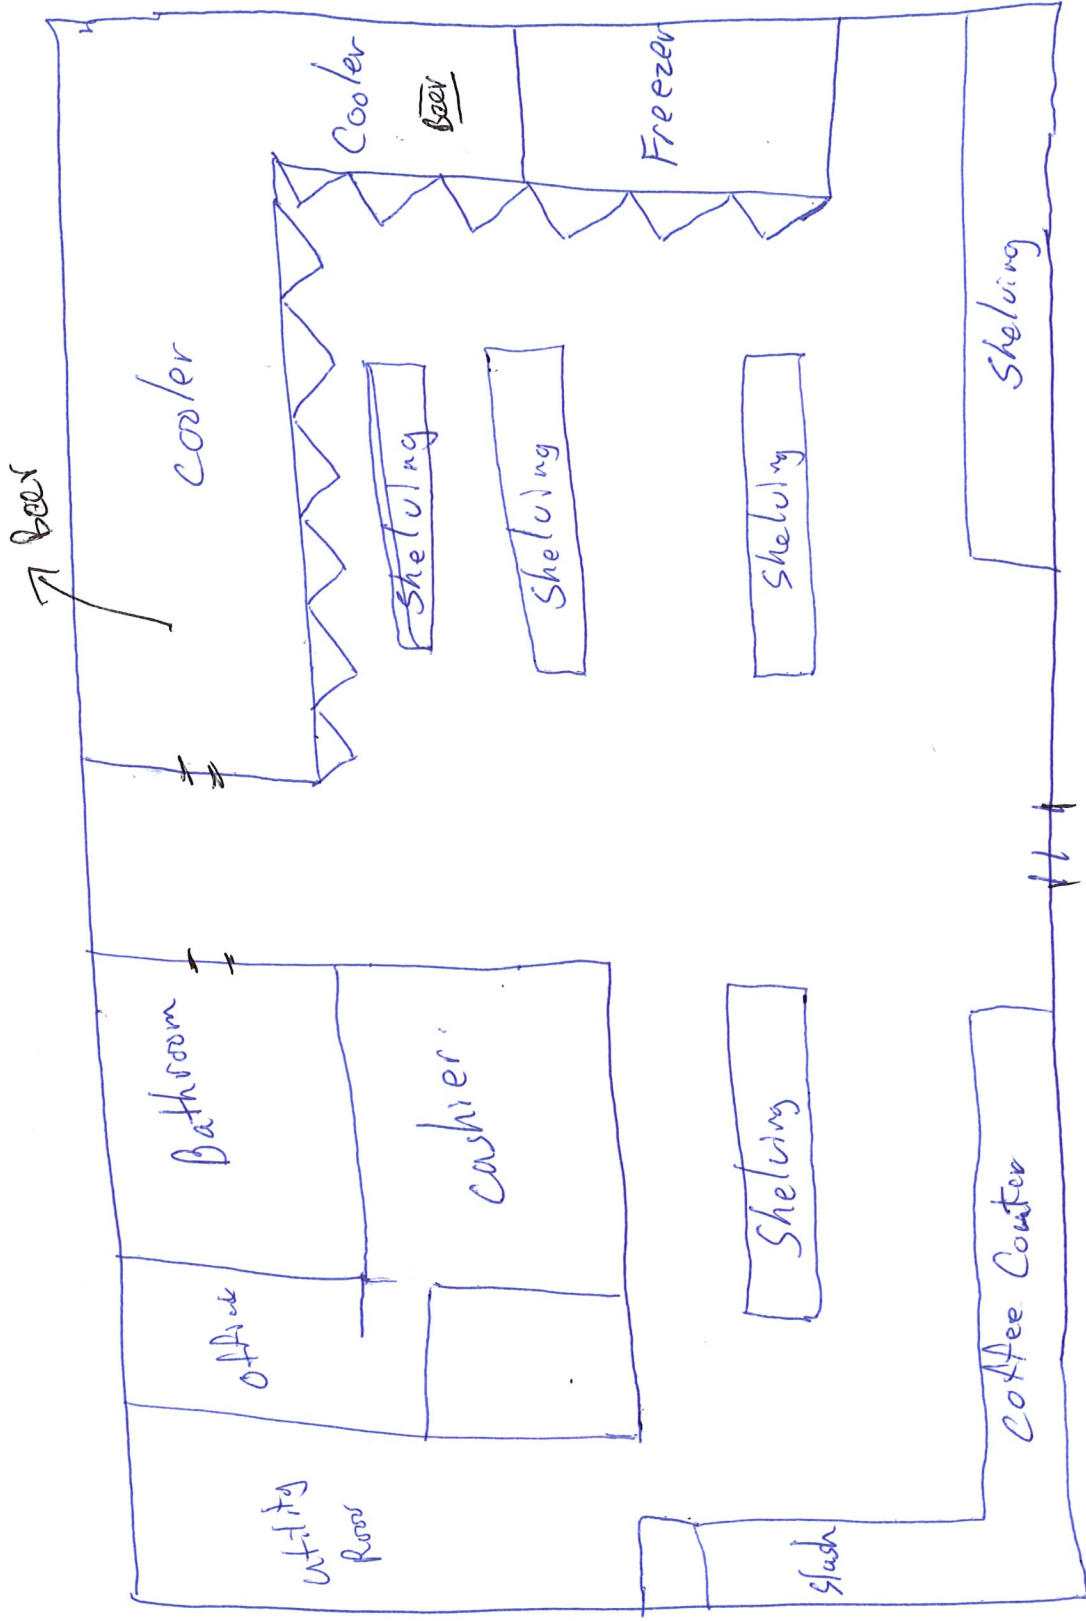 Beer
Utility
Room
Office
Bathroom
Cooler
Cooler
Beer
Cashier
Shelving
Shelving
Freezer
Slush
Shelving
Shelving
Coffee Counter
Shelving